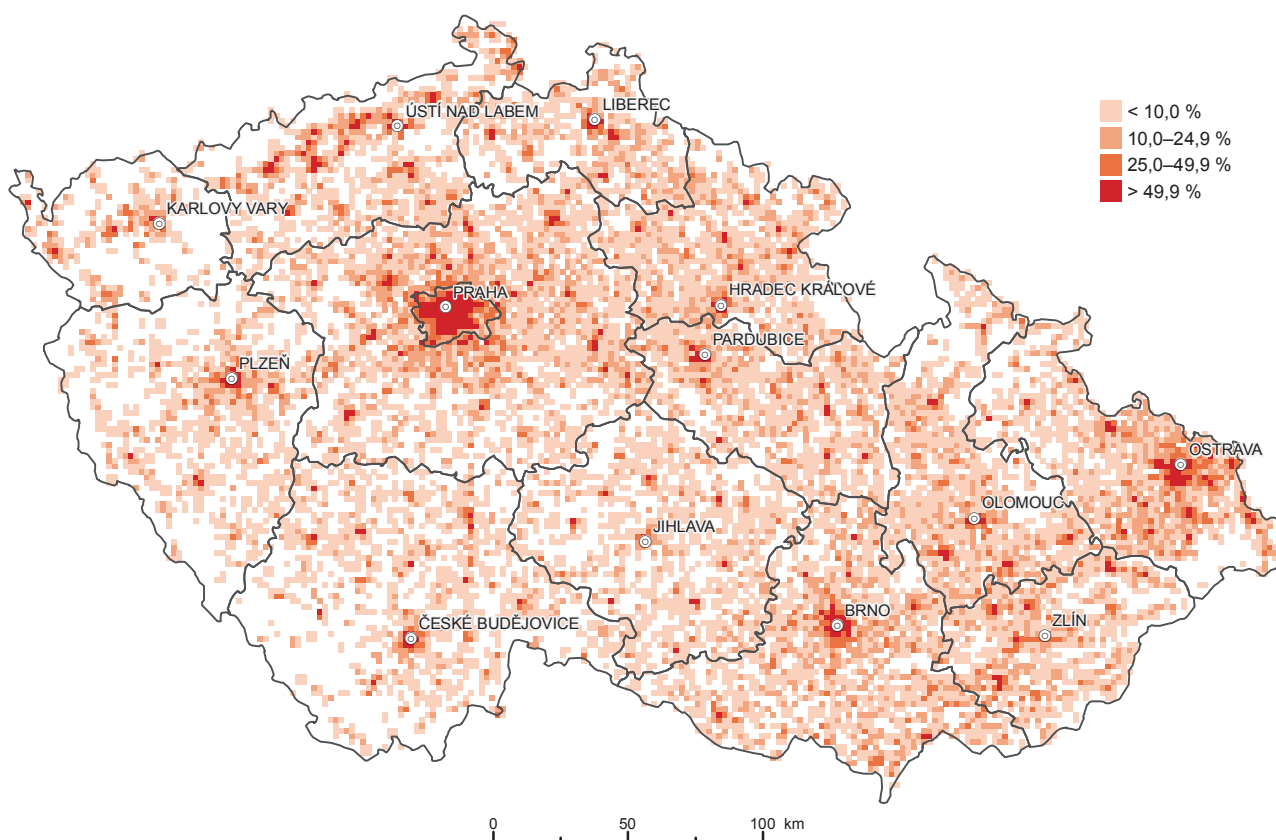 ÚSTÍ NAD LABEM
LIBEREC
< 10,0 %
10,0–24,9 %
25,0–49,9 %
> 49,9 %
KARLOVY VARY
PRAHA
HRADEC KRÁLOVÉ
PARDUBICE
PLZEŇ
OSTRAVA
OLOMOUC
JIHLAVA
BRNO
ZLÍN
ČESKÉ BUDĚJOVICE
0 50 100 km